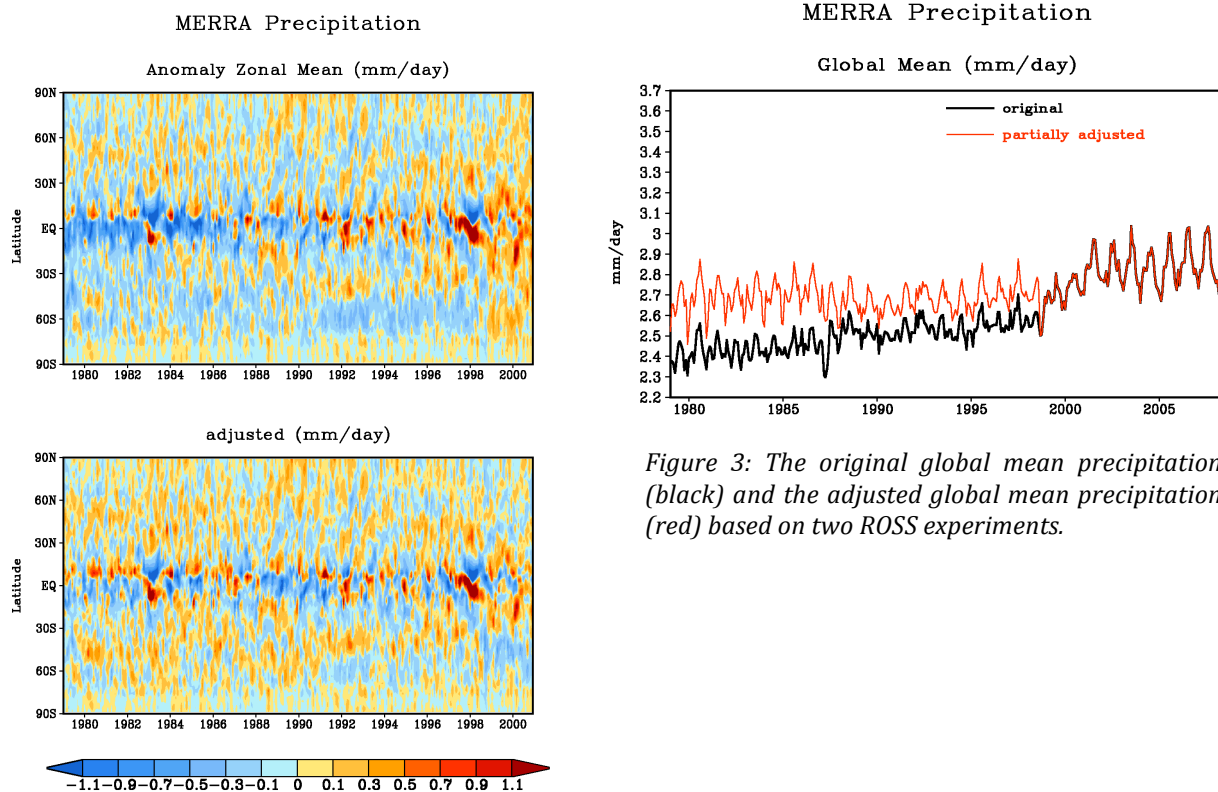 MERRA Precipitation
Anomaly Zonal Mean (mm/day)
90N
60N
30N
EQ
30S
60S
90S
Latitude
1980 1982 1984 1986 1988 1990 1992 1994 1996 1998 2000
adjusted (mm/day)
90N
60N
30N
EQ
30S
60S
90S
Latitude
1980 1982 1984 1986 1988 1990 1992 1994 1996 1998 2000
-1.1 -0.9 -0.7 -0.5 -0.3 -0.1 0 0.1 0.3 0.5 0.7 0.9 1.1
MERRA Precipitation
Global Mean (mm/day)
original
partially adjusted
3.7
3.6
3.5
3.4
3.3
3.2
3.1
3
2.9
2.8
2.7
2.6
2.5
2.4
2.3
2.2
mm/day
1980 1985 1990 1995 2000 2005
Figure 3: The original global mean precipitation
(black) and the adjusted global mean precipitation
(red) based on two ROSS experiments.